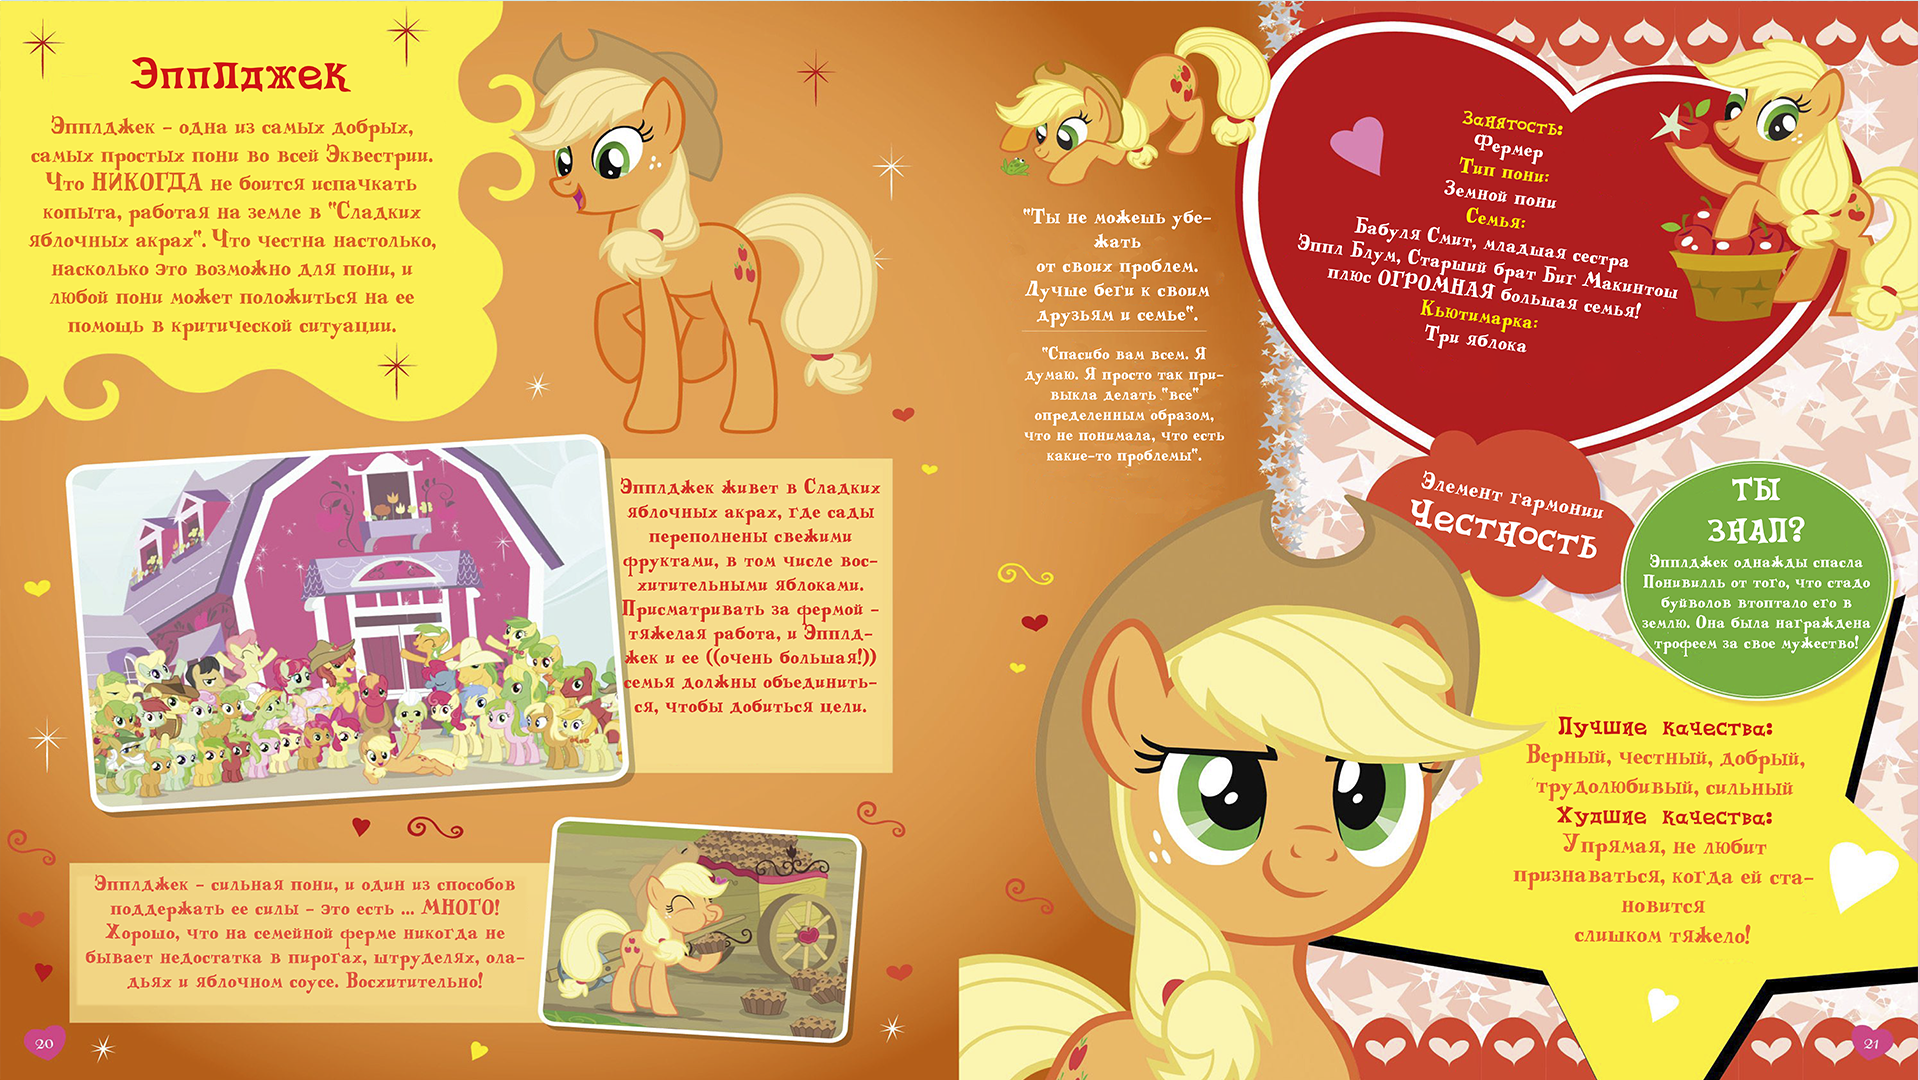 Эпплджек
Эпплджек - одна из самых добрых,
самых простых пони во всей Эквестрии.
Что НИКОГДА не боится испачкать
копыта, работая на земле в "Сладких
яблочных акрах". Что честна настолько,
насколько это возможно для пони, и
любой пони может положиться на ее
помощь в критической ситуации.
Эпплджек живет в Сладких
яблочных акрах, где сады
переполнены свежими
фруктами, в том числе вос-
хитительными яблоками.
Присматривать за фермой -
тяжелая работа, и Эпплд-
жек и ее ((очень большая!))
семья должны объединить-
ся, чтобы добиться цели.
Эпплджек - сильная пони, и один из способов
поддержать ее силы - это есть ... МНОГО!
Хорошо, что на семейной ферме никогда не
бывает недостатка в пирогах, штруделях, ола-
дьях и яблочном соусе. Восхитительно!
20
"Ты не можешь убе-
жать
от своих проблем.
Лучше беги к своим
друзьям и семье".
"Спасибо вам всем. Я
думаю. Я просто так при-
выкла делать "все"
определенным образом,
что не понимала, что есть
какие-то проблемы".
Занятость:
Фермер
Тип пони:
Земной пони
Семья:
Бабуля Смит, младшая сестра
Эппл Блум, Старший брат Биг Макинтош
плюс ОГРОМНАЯ большая семья!
Кьютимарка:
Три яблока
Элемент гармонии
Честность
ТЫ
ЗНАЛ?
Эпплджек однажды спасла
Понивилль от того, что стадо
буйволов втоптало его в
землю. Она была награждена
трофеем за свое мужество!
Лучшие качества:
Верный, честный, добрый,
трудолюбивый, сильный
Худшие качества:
Упрямая, не любит
признаваться, когда ей ста-
новится
слишком тяжело!
21